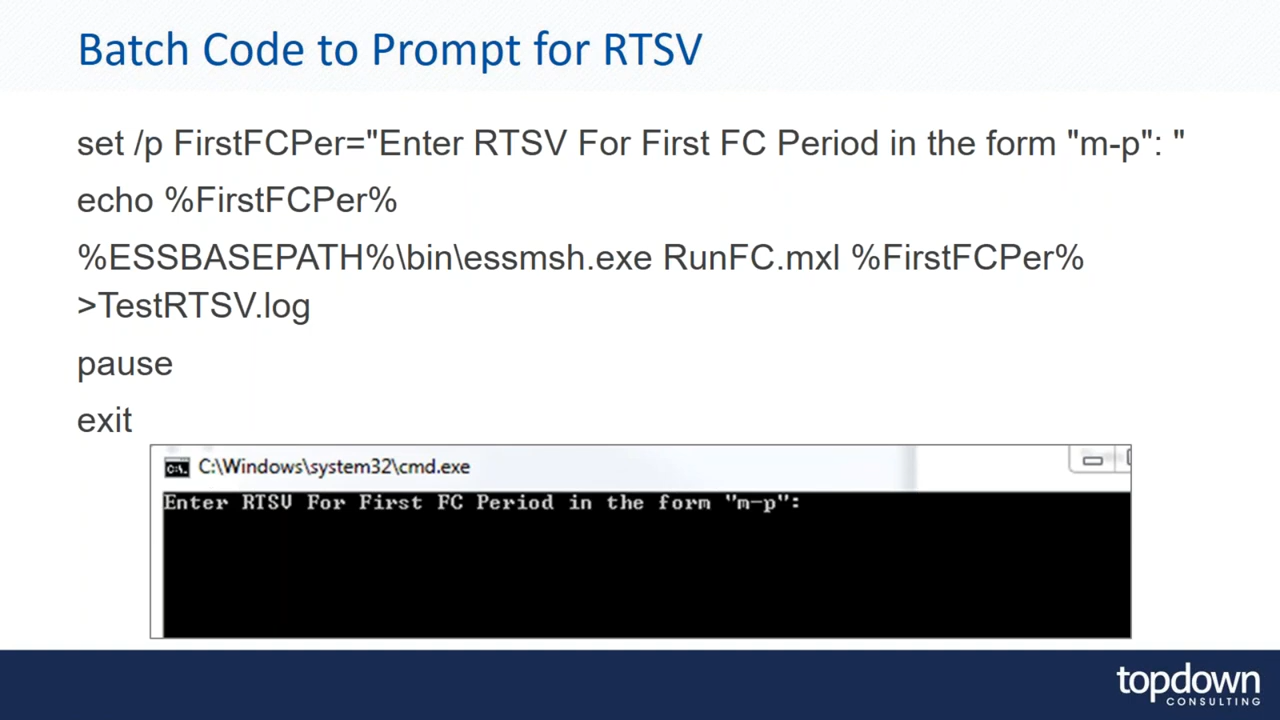 Batch Code to Prompt for RTSV
set /p FirstFCPer="Enter RTSV For First FC Period in the form "m-p": "
echo %FirstFCPer%
%ESSBASEPATH%\bin\essmsh.exe RunFC.mxl %FirstFCPer%
>TestRTSV.log
pause
exit
C:\Windows\system32\cmd.exe
Enter RTSV For First FC Period in the form "m-p":
topdown
CONSULTING